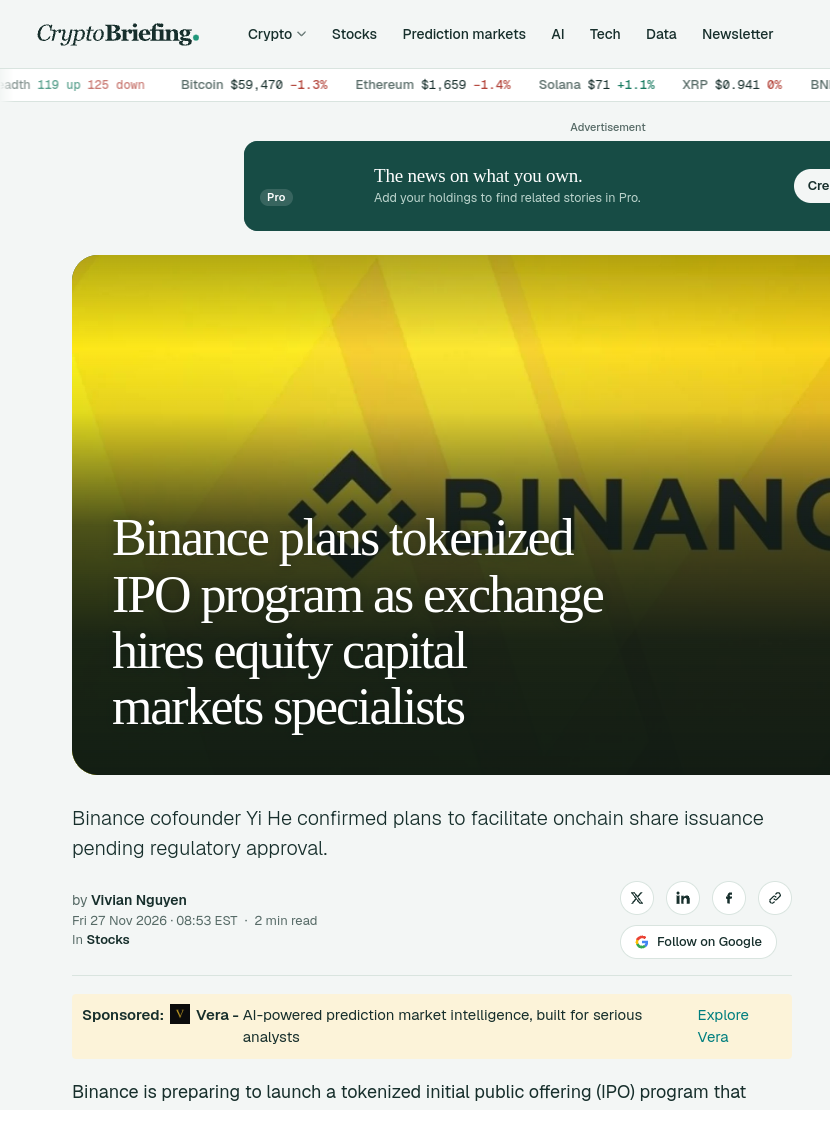 CryptoBriefing.
Crypto Stocks Prediction markets AI Tech Data Newsletter
adth 119 up 125 down Bitcoin $59,470 −1.3% Ethereum $1,659 −1.4% Solana $71 +1.1% XRP $0.941 0% BN
Advertisement
The news on what you own.
Pro
Add your holdings to find related stories in Pro.
Cre
BINANC
Binance plans tokenized
IPO program as exchange
hires equity capital
markets specialists
Binance cofounder Yi He confirmed plans to facilitate onchain share issuance
pending regulatory approval.
by Vivian Nguyen
Fri 27 Nov 2026 · 08:53 EST · 2 min read
In Stocks
Follow on Google
Sponsored: V Vera - AI-powered prediction market intelligence, built for serious
analysts
Explore
Vera
Binance is preparing to launch a tokenized initial public offering (IPO) program that